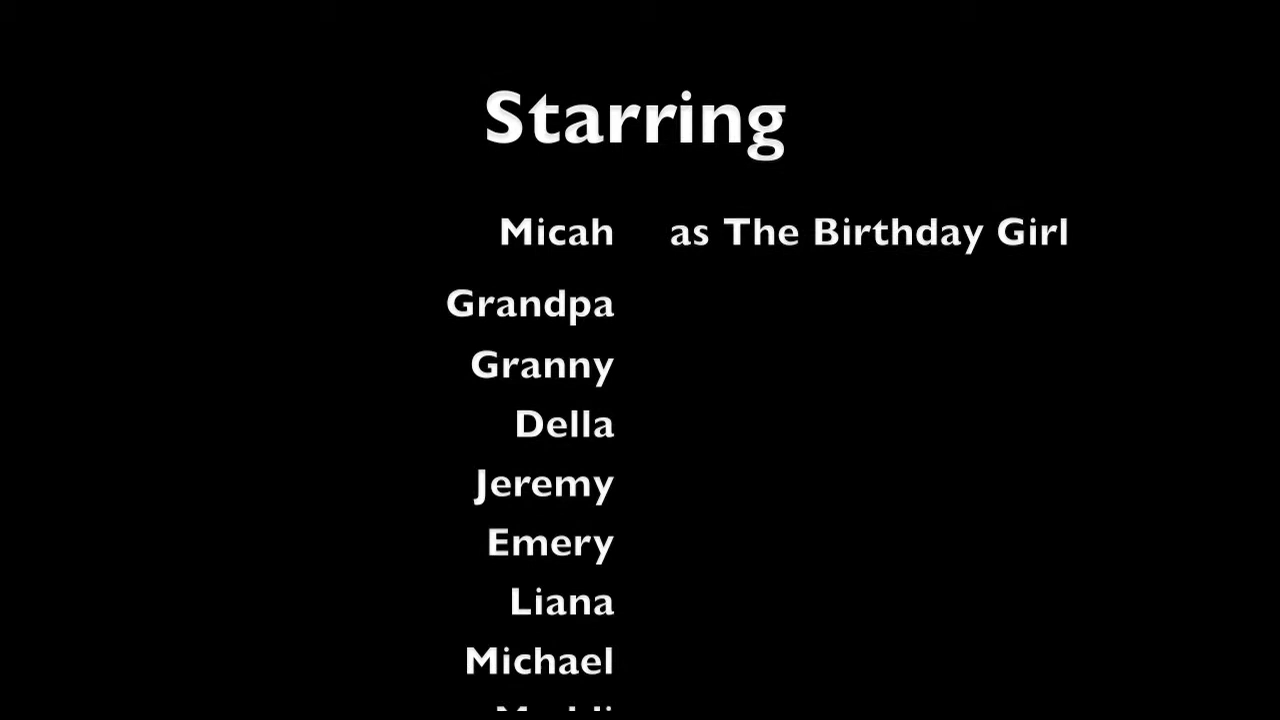 Starring
Micah as The Birthday Girl
Grandpa
Granny
Della
Jeremy
Emery
Liana
Michael